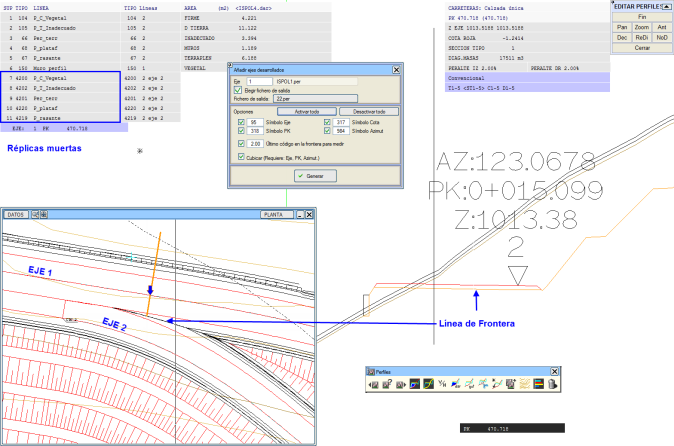 SUP TIPO LINEA TIPO Lineas AREA (m2) <ISPOL4.dar>
1 104 P_C_Vegetal 104 2 FIRME 4.221
2 105 P_T_Inadecuado 105 2 D TIERRA 11.122
3 66 Per_terr 66 2 INADECUADO 3.394
4 68 P_plataf 68 2 MUROS 1.189
5 67 P_rasante 67 2 TERRAPLEN 6.188
6 150 Muro perfil 150 1 VEGETAL
7 4200 P_C_Vegetal 4200 2 eje 2
8 4202 P_T_Inadecuado 4202 2 eje 2
9 4201 Per_terr 4201 2 eje 2
10 4220 P_plataf 4220 2 eje 2
11 4219 P_rasante 4219 2 eje 2
EJE: 1 PK 470.718
Réplicas muertas
CARRETERAS: Calzada única
PK 470.718 (470.718)
Z EJE 1013.5188 1013.5188
COTA ROJA -1.2414
SECCION TIPO 1
DIAG.MASAS 17511 m3
PERALTE IZ 2.00% PERALTE DR 2.00%
Convencional
T1-5 <ST1-5> C1-5 D1-5
EDITAR PERFILES
Fin
Pan Zoom Ant
Dec ReDi NoD
Cerrar
Añadir ejes desarrollados
Eje 1 ISPOL1.per
Elegir fichero de salida
Fichero de salida: ZZ.per
Opciones Activar todo Desactivar todo
95 Símbolo Eje 317 Símbolo Cota
318 Símbolo PK 984 Símbolo Azimut
2.00 Último código en la frontera para medir
Cubicar (Requiere: Eje, PK, Azimut.)
Generar
AZ:123.0678
PK:0+015.099
Z:1013.38
2
DATOS PLANTA
EJE 1
EJE 2
Linea de Frontera
Perfiles
PK 470.718